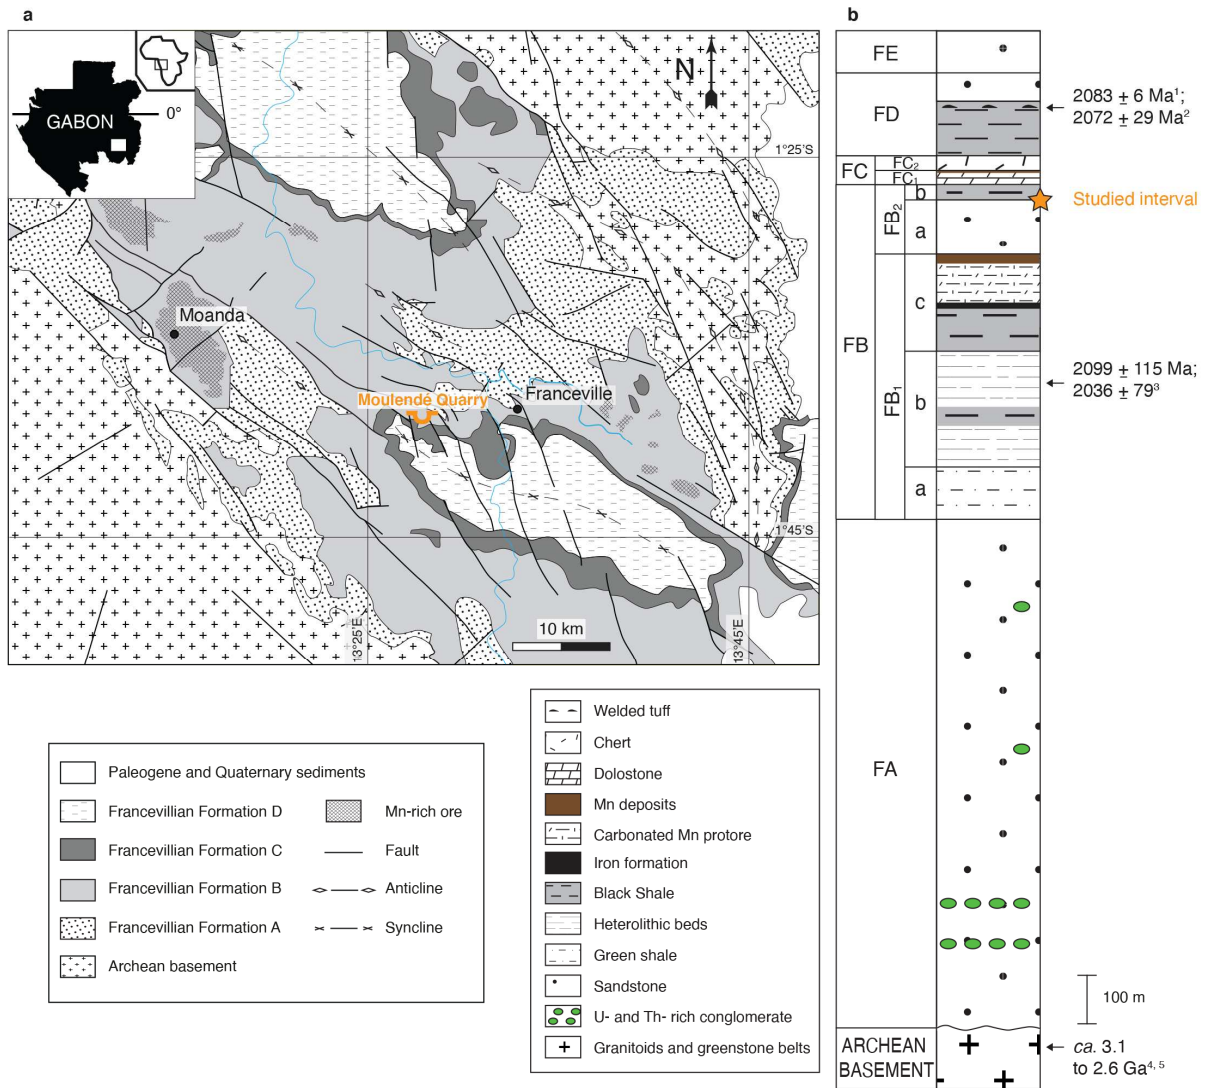 a
N
GABON
0°
1°25'S
Moanda
Moulendé Quarry
Franceville
1°45'S
10 km
13°25'E
13°45'E
Paleogene and Quaternary sediments
Francevillian Formation D
Francevillian Formation C
Francevillian Formation B
Francevillian Formation A
Archean basement
Mn-rich ore
Fault
Anticline
Syncline
Welded tuff
Chert
Dolostone
Mn deposits
Carbonated Mn protore
Iron formation
Black Shale
Heterolithic beds
Green shale
Sandstone
U- and Th- rich conglomerate
Granitoids and greenstone belts
b
FE
FD
2083 ± 6 Ma¹;
2072 ± 29 Ma²
FC
FC₂
FC₁
b
Studied interval
FB₂
a
FB
c
FB₁
b
2099 ± 115 Ma;
2036 ± 79³
a
FA
100 m
ARCHEAN
BASEMENT
ca. 3.1
to 2.6 Ga⁴˒ ⁵